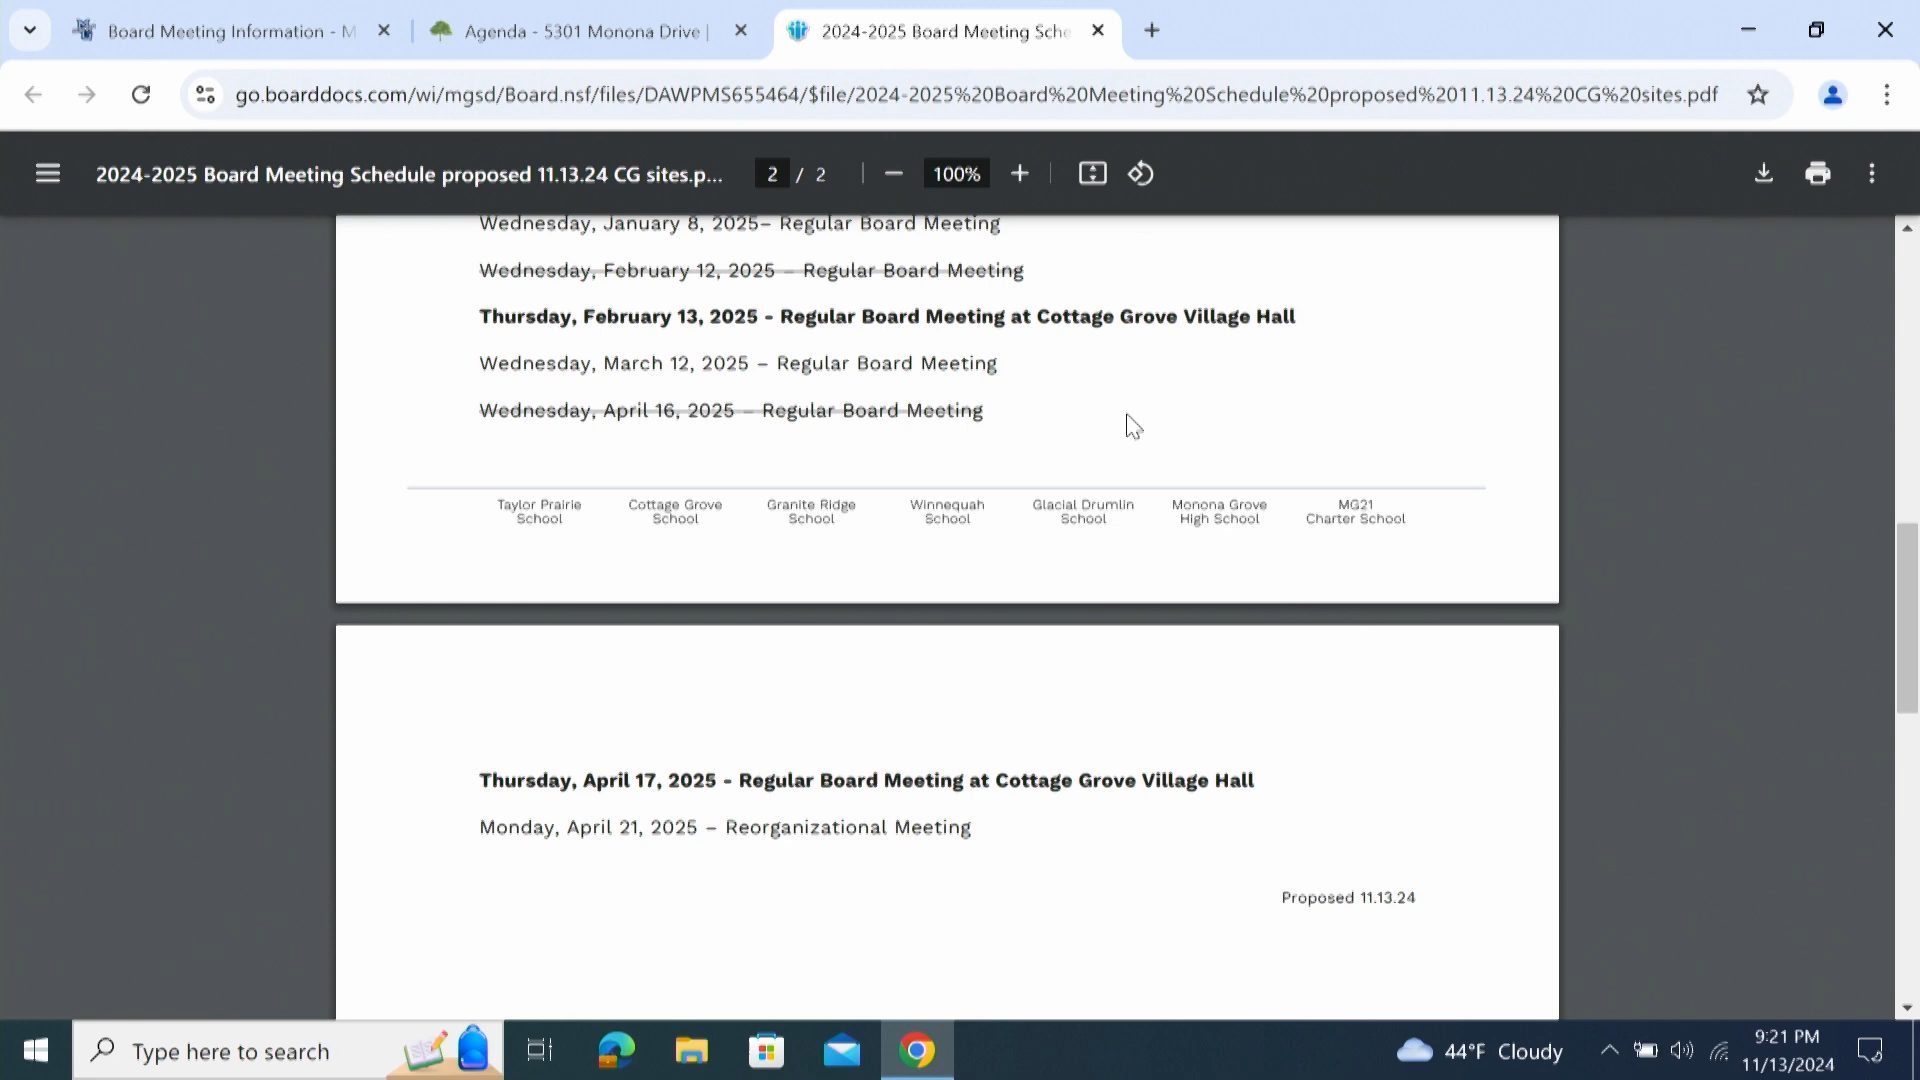 Board Meeting Information - M
Agenda - 5301 Monona Drive |
2024-2025 Board Meeting Sche
go.boarddocs.com/wi/mgsd/Board.nsf/files/DAWPMS655464/$file/2024-2025%20Board%20Meeting%20Schedule%20proposed%2011.13.24%20CG%20sites.pdf
2024-2025 Board Meeting Schedule proposed 11.13.24 CG sites.p...
2 / 2
100%
Wednesday, January 8, 2025– Regular Board Meeting
Wednesday, February 12, 2025 – Regular Board Meeting
Thursday, February 13, 2025 - Regular Board Meeting at Cottage Grove Village Hall
Wednesday, March 12, 2025 – Regular Board Meeting
Wednesday, April 16, 2025 – Regular Board Meeting
Taylor Prairie School
Cottage Grove School
Granite Ridge School
Winnequah School
Glacial Drumlin School
Monona Grove High School
MG21 Charter School
Thursday, April 17, 2025 - Regular Board Meeting at Cottage Grove Village Hall
Monday, April 21, 2025 – Reorganizational Meeting
Proposed 11.13.24
Type here to search
44°F Cloudy
9:21 PM
11/13/2024